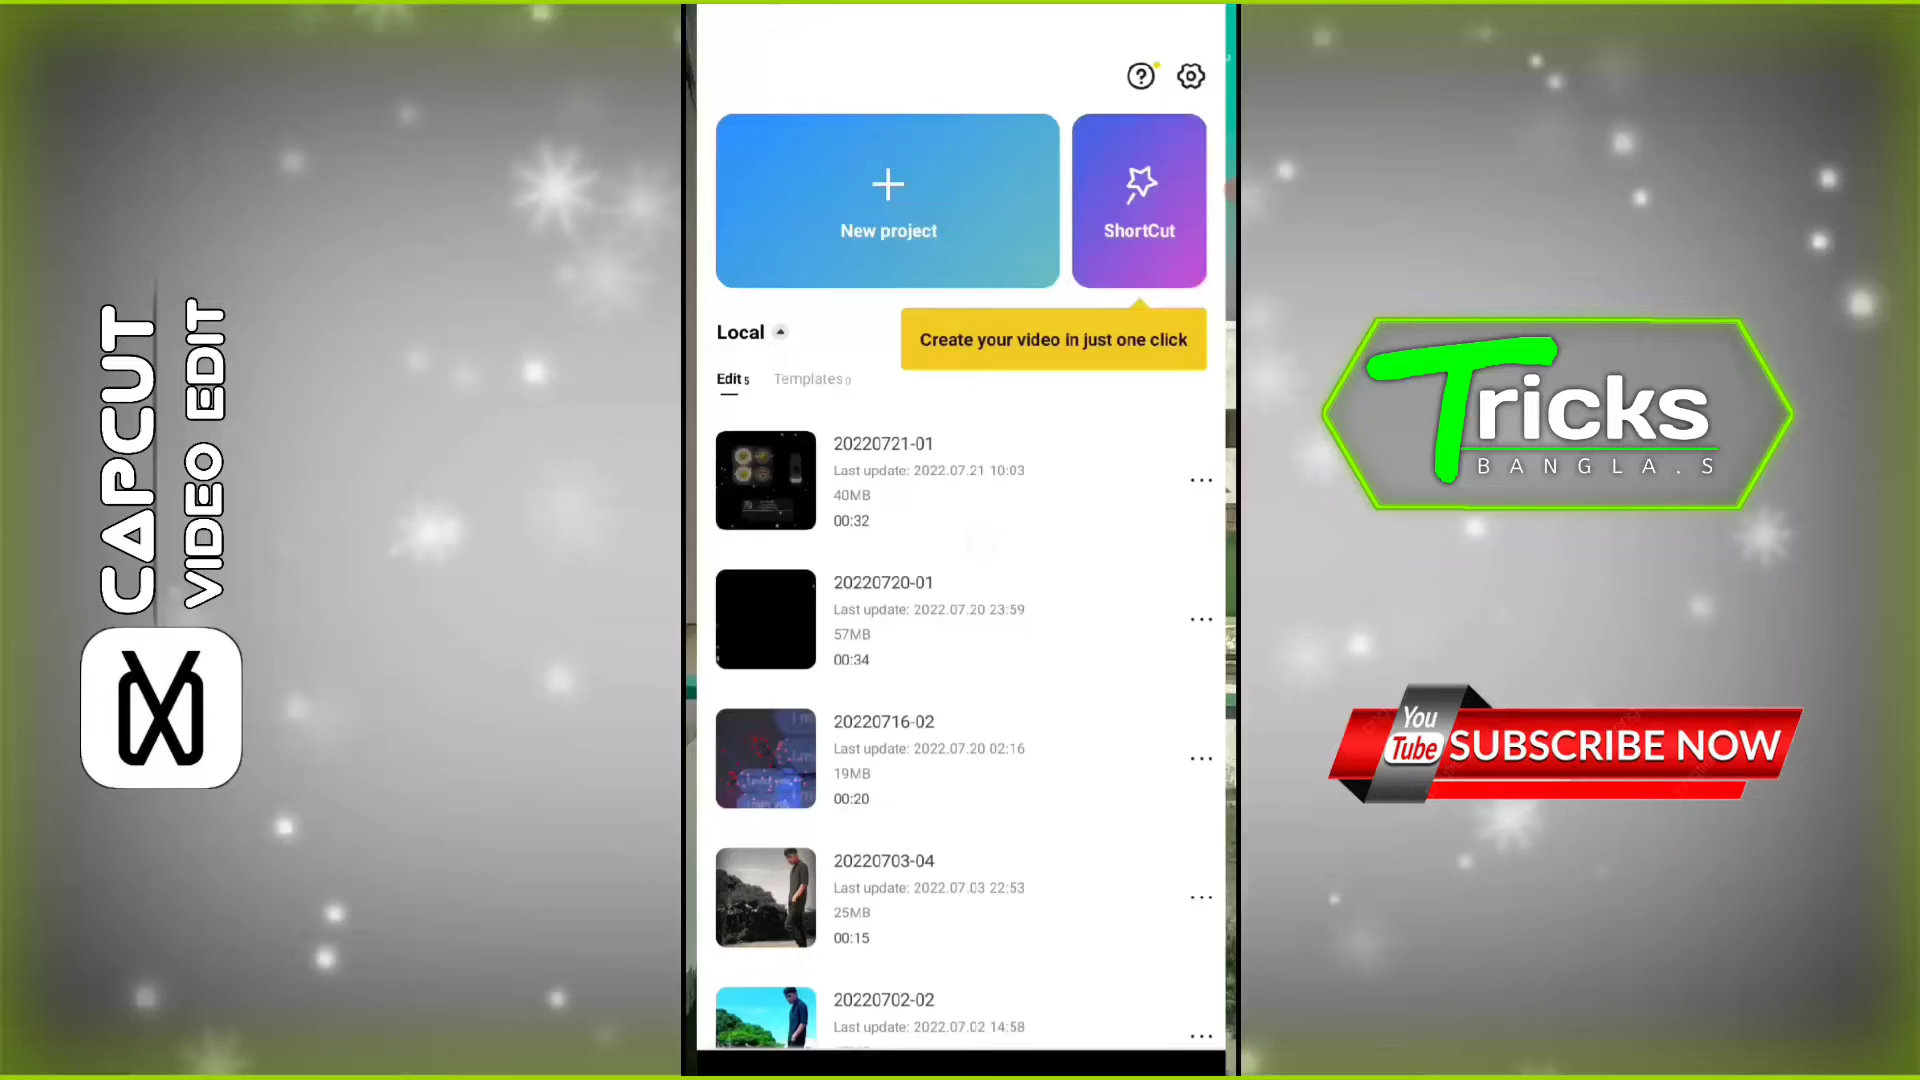 CAPCUT
VIDEO EDIT
New project
ShortCut
Create your video in just one click
Local
Edit 5
Templates 0
20220721-01
Last update: 2022.07.21 10:03
40MB
00:32
20220720-01
Last update: 2022.07.20 23:59
57MB
00:34
20220716-02
Last update: 2022.07.20 02:16
19MB
00:20
20220703-04
Last update: 2022.07.03 22:53
25MB
00:15
20220702-02
Last update: 2022.07.02 14:58
Tricks
BANGLA.S
You
Tube
SUBSCRIBE NOW